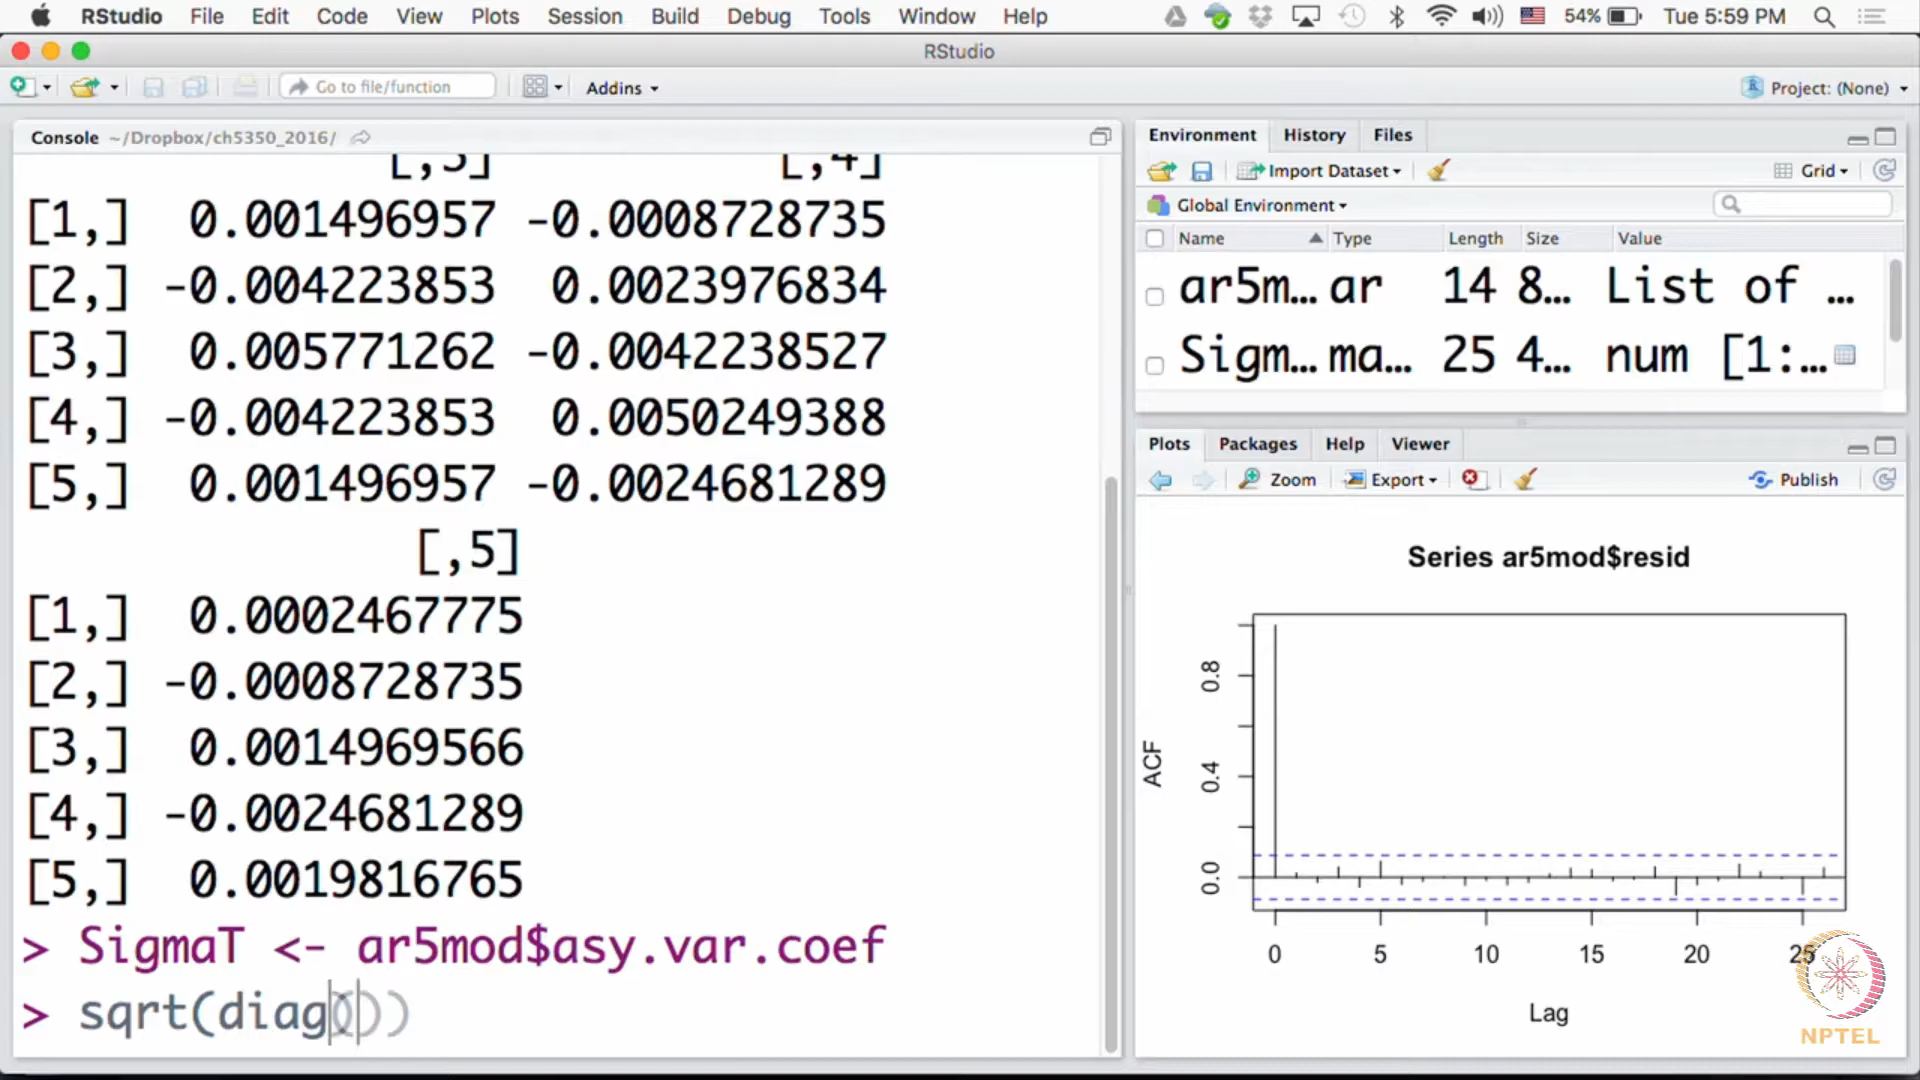 RStudio File Edit Code View Plots Session Build Debug Tools Window Help 54% Tue 5:59 PM
RStudio
Go to file/function Addins Project: (None)
Console ~/Dropbox/ch5350_2016/
[,3] [,4]
[1,] 0.001496957 -0.0008728735
[2,] -0.004223853 0.0023976834
[3,] 0.005771262 -0.0042238527
[4,] -0.004223853 0.0050249388
[5,] 0.001496957 -0.0024681289
[,5]
[1,] 0.0002467775
[2,] -0.0008728735
[3,] 0.0014969566
[4,] -0.0024681289
[5,] 0.0019816765
> SigmaT <- ar5mod$asy.var.coef
> sqrt(diag())
Environment History Files
Import Dataset Grid
Global Environment
Name Type Length Size Value
ar5m… ar 14 8… List of …
Sigm… ma… 25 4… num [1:…
Plots Packages Help Viewer
Zoom Export Publish
Series ar5mod$resid
ACF
0.8
0.4
0.0
0 5 10 15 20 25
Lag
NPTEL